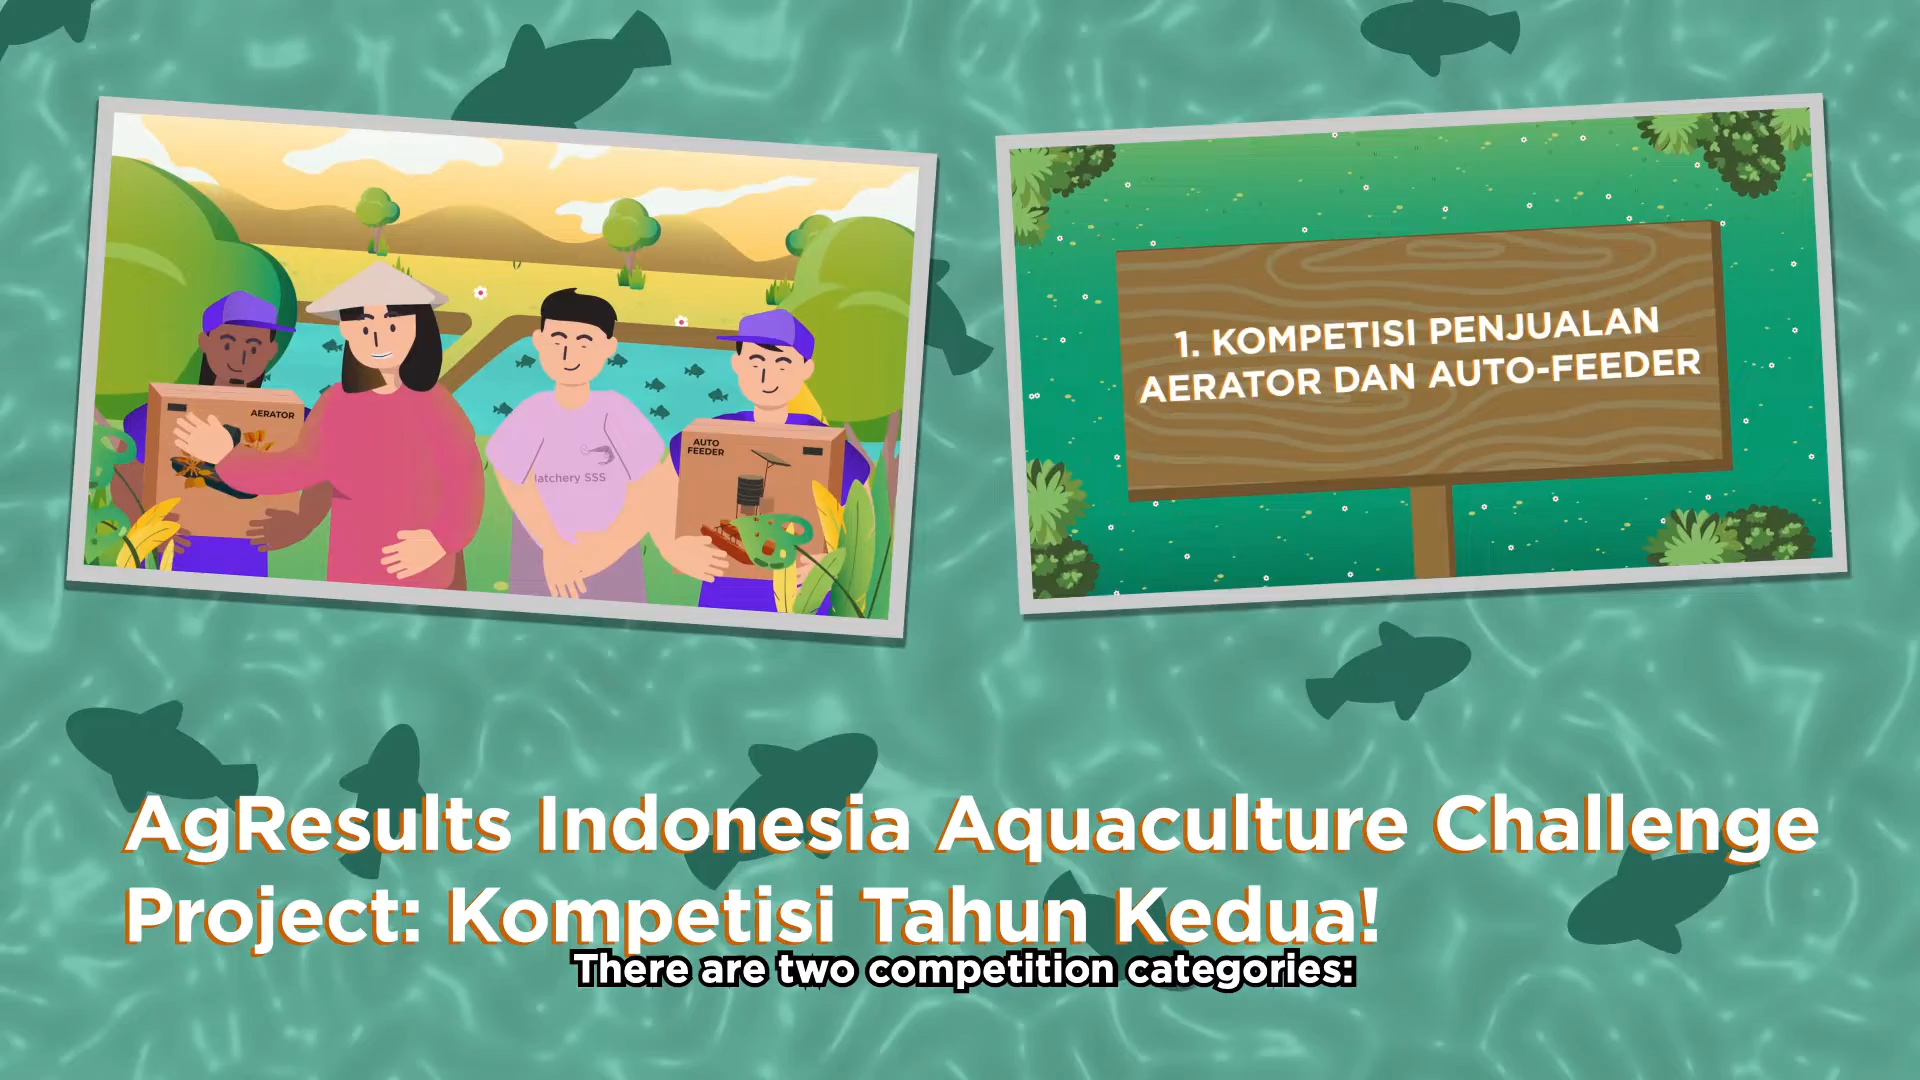 AERATOR
AUTO
FEEDER
SSS
1. KOMPETISI PENJUALAN
AERATOR DAN AUTO-FEEDER
AgResults Indonesia Aquaculture Challenge
Project: Kompetisi Tahun Kedua!
There are two competition categories: